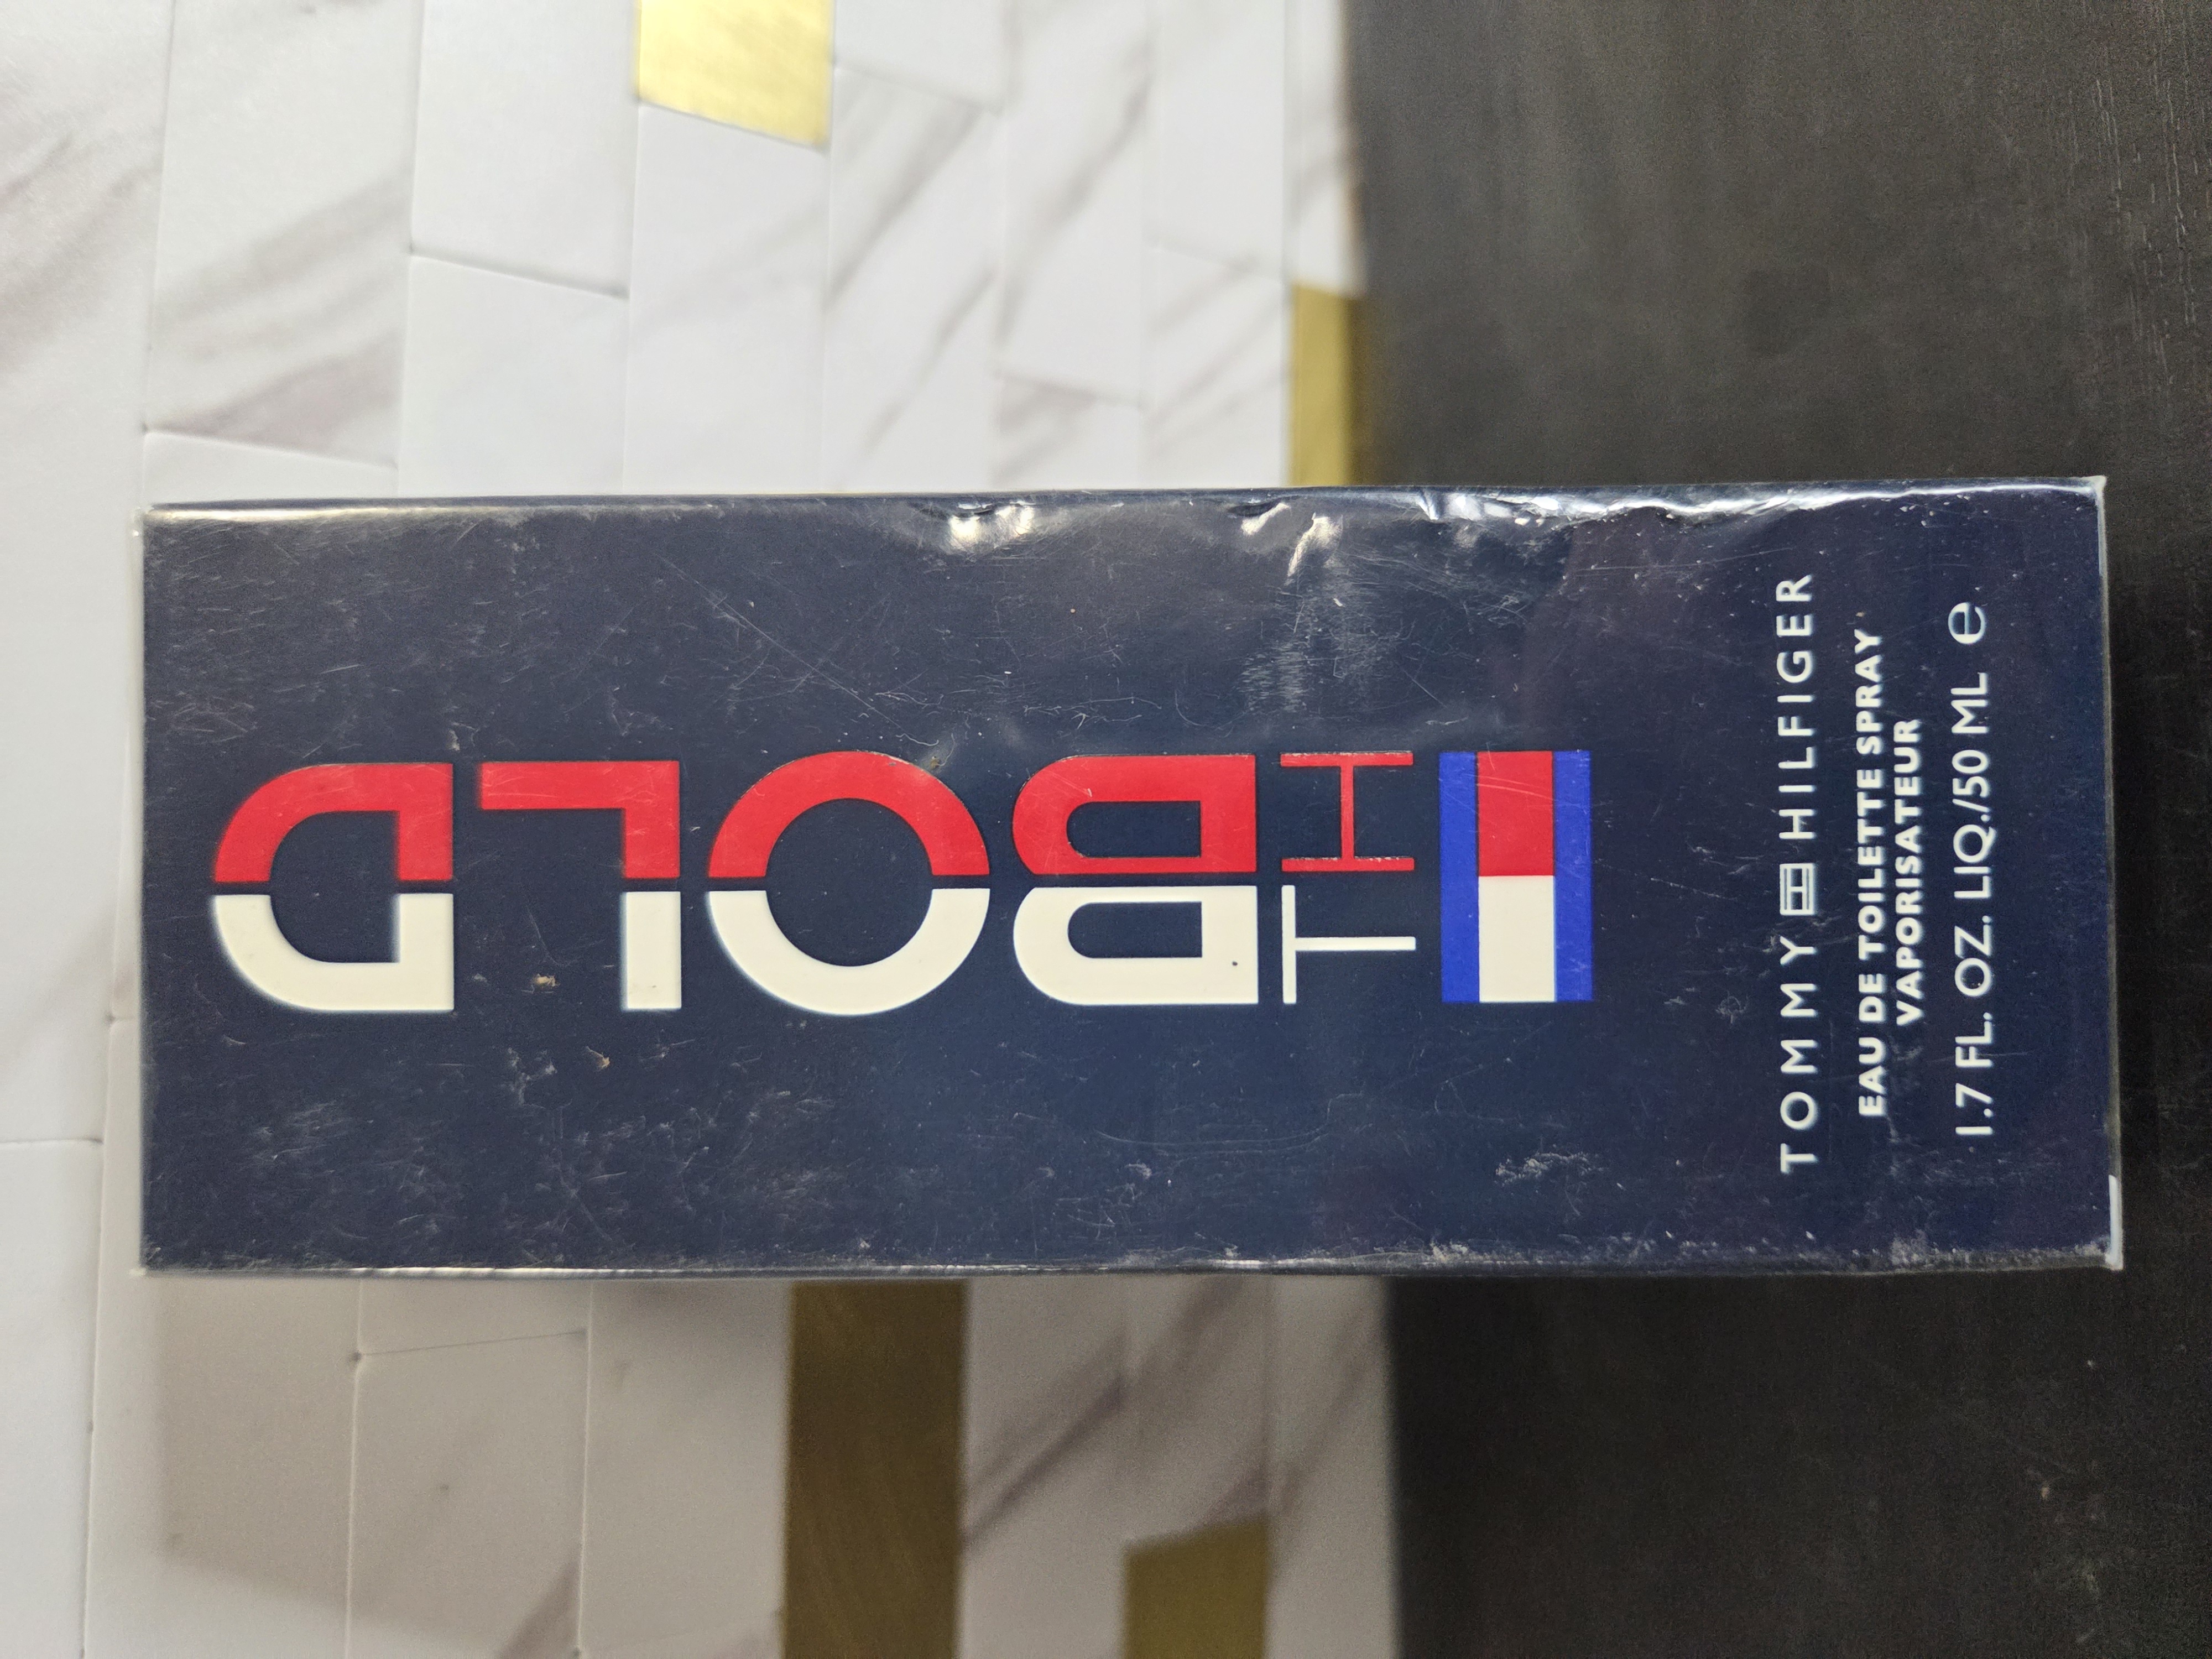 BOLD
TH
TOMMY HILFIGER
EAU DE TOILETTE SPRAY
VAPORISATEUR
1.7 FL. OZ. LIQ./50 ML e